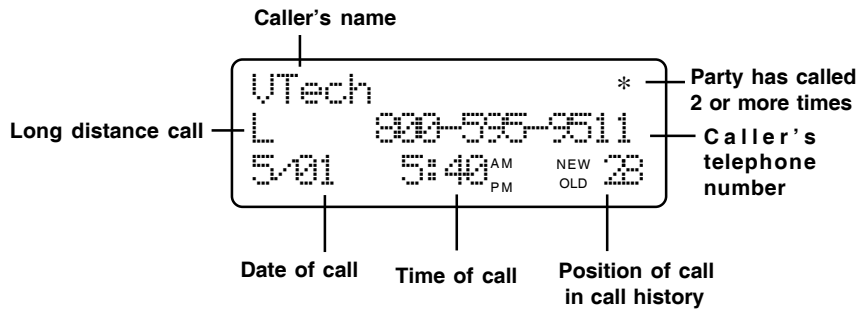 Caller's name
VTech *
Party has called
2 or more times
Long distance call
L 800-595-9511
Caller's
telephone
number
5/01 5:40 AM PM NEW OLD 28
Date of call
Time of call
Position of call
in call history